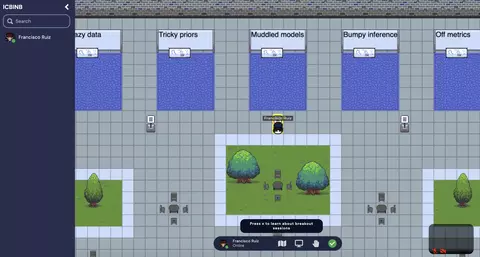 ICBINB
Search
Francisco Ruiz
azy data
Tricky priors
Muddled models
Bumpy inference
Off metrics
Francisco Ruiz
Press x to learn about breakout
sessions
Francisco Ruiz
Online